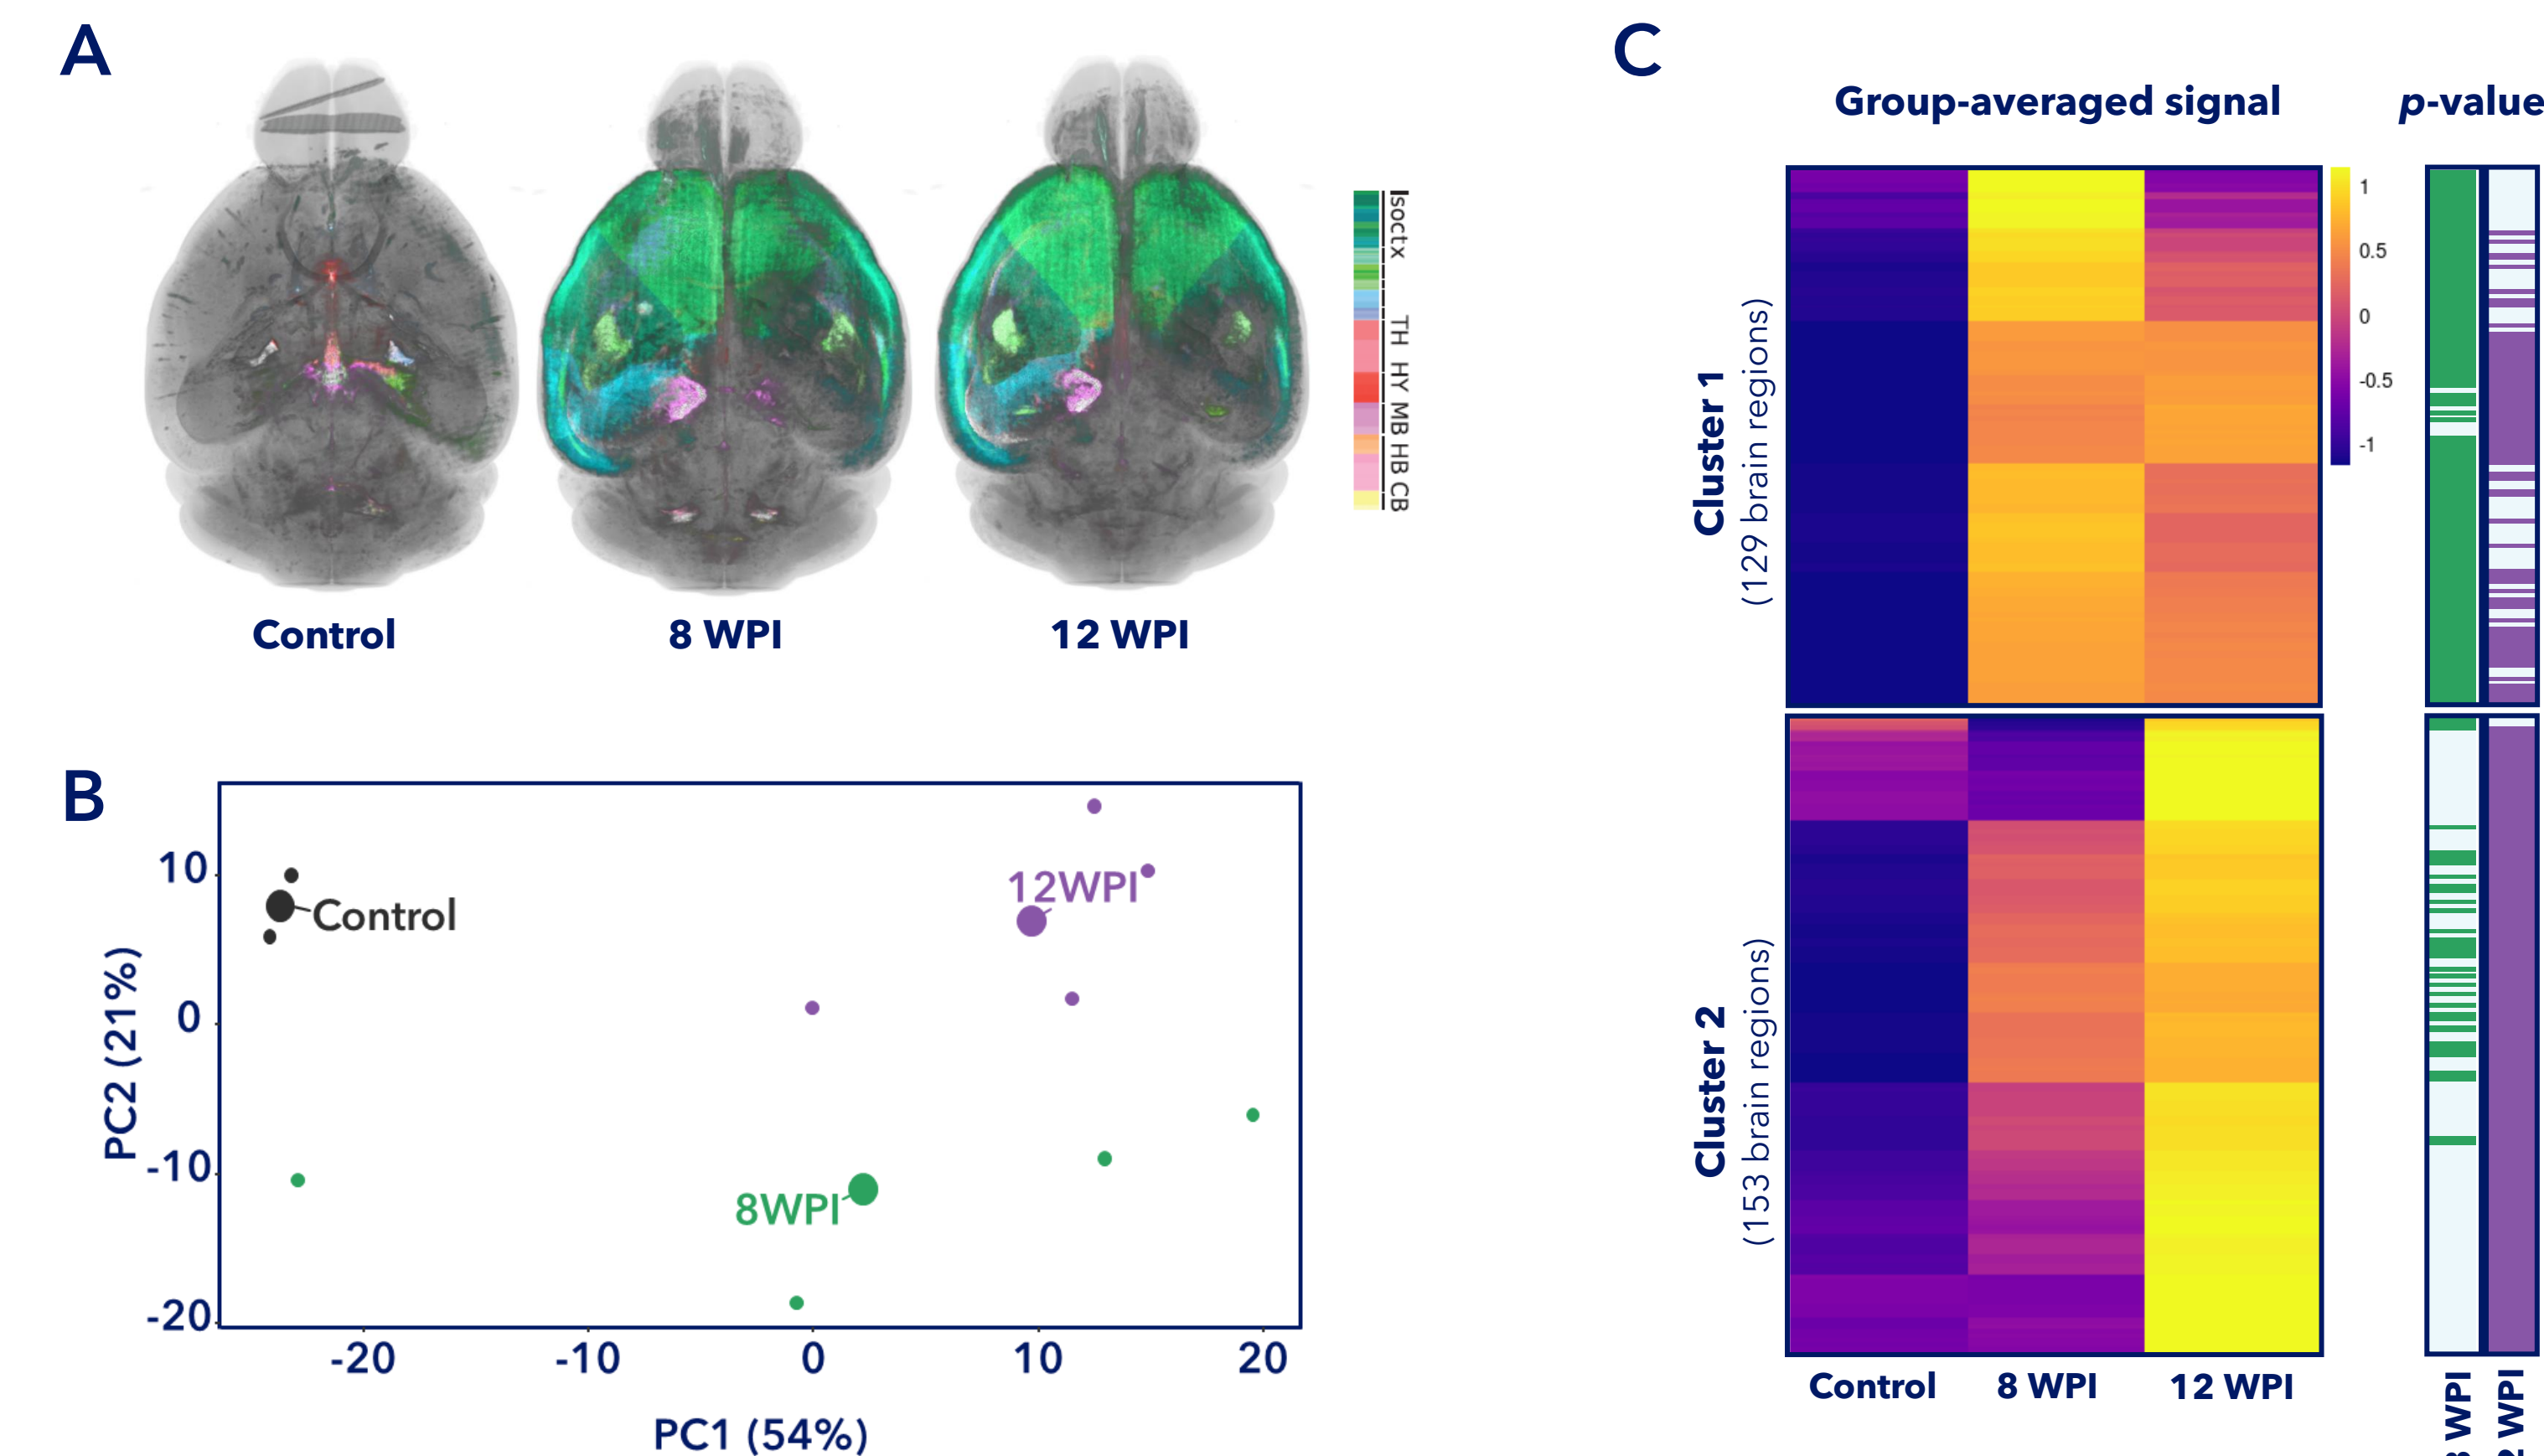 A
Isoctx
TH
HY
MB
HB
CB
Control
8 WPI
12 WPI
B
PC2 (21%)
10
0
-10
-20
Control
12WPI
8WPI
-20
-10
0
10
20
PC1 (54%)
C
Group-averaged signal
p-value
1
0.5
0
-0.5
-1
Cluster 1
(129 brain regions)
Cluster 2
(153 brain regions)
Control
8 WPI
12 WPI
WPI
WPI